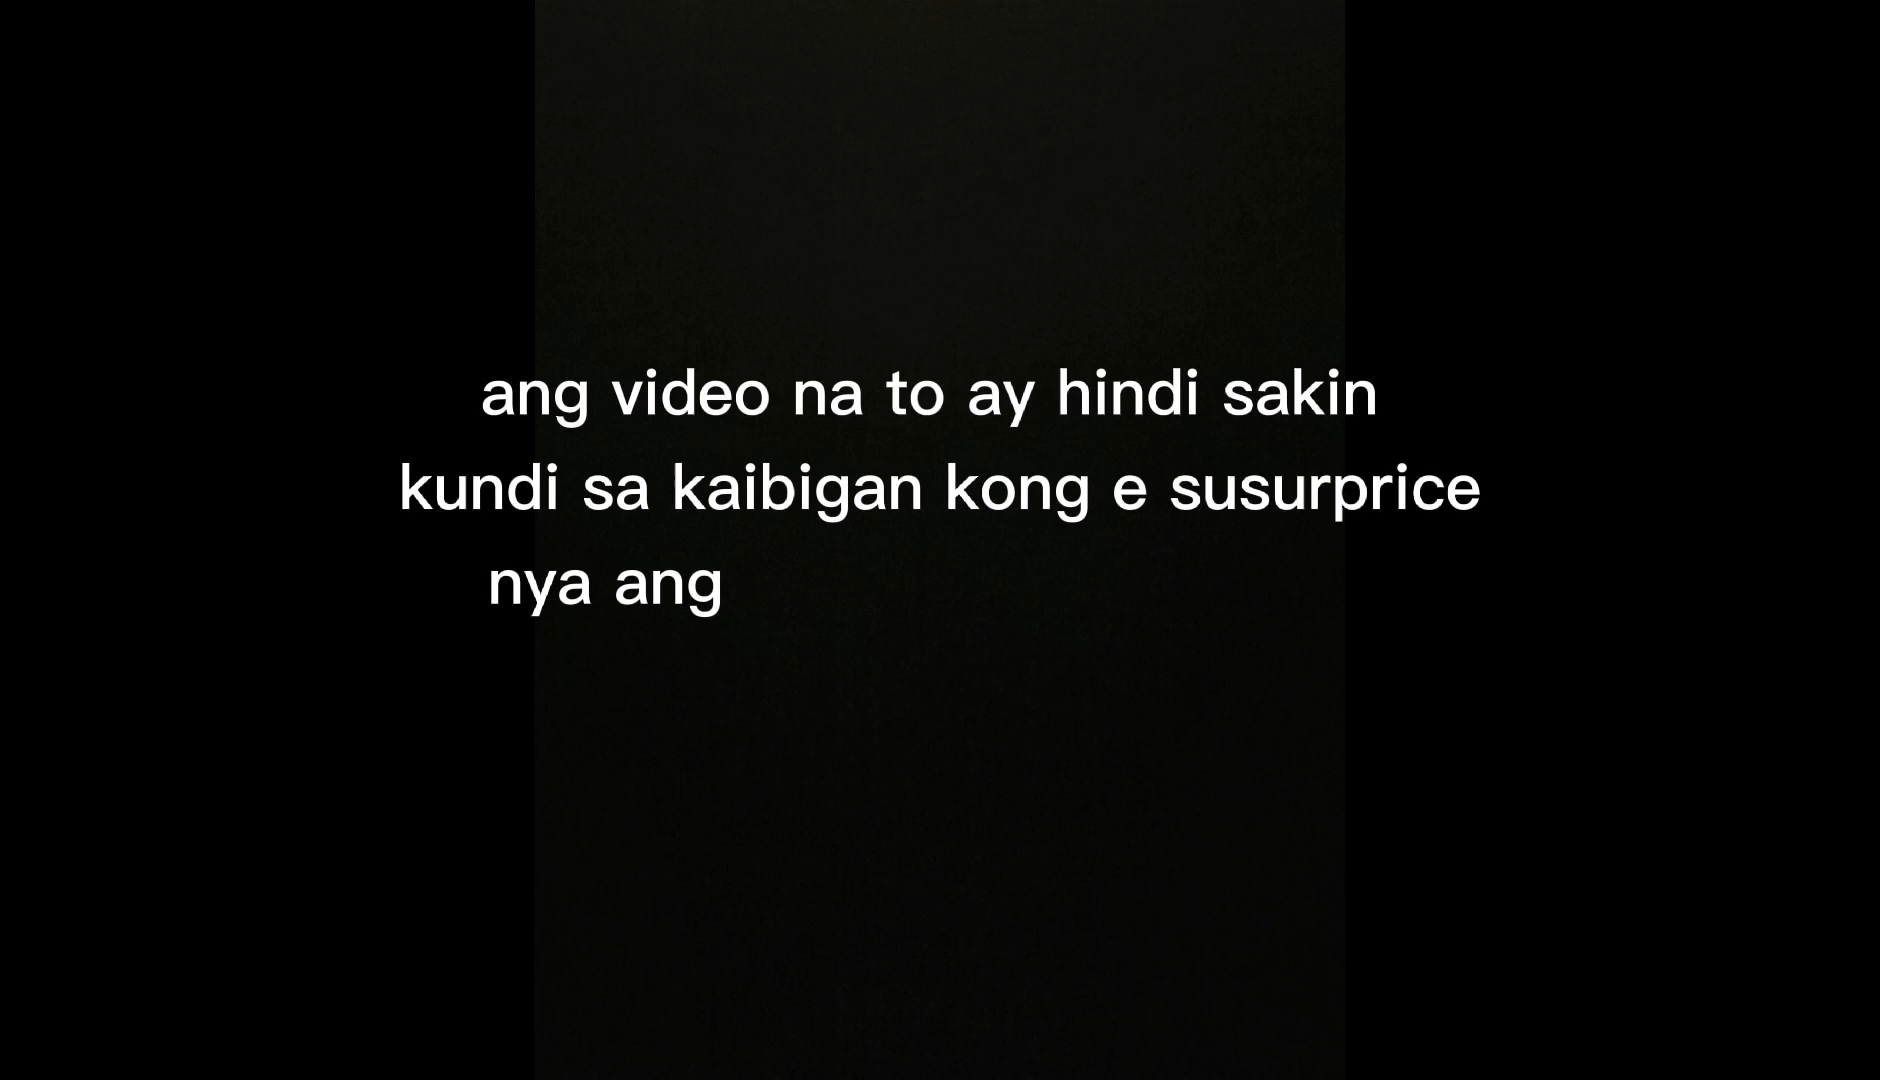 ang video na to ay hindi sakin
kundi sa kaibigan kong e susurprice
nya ang